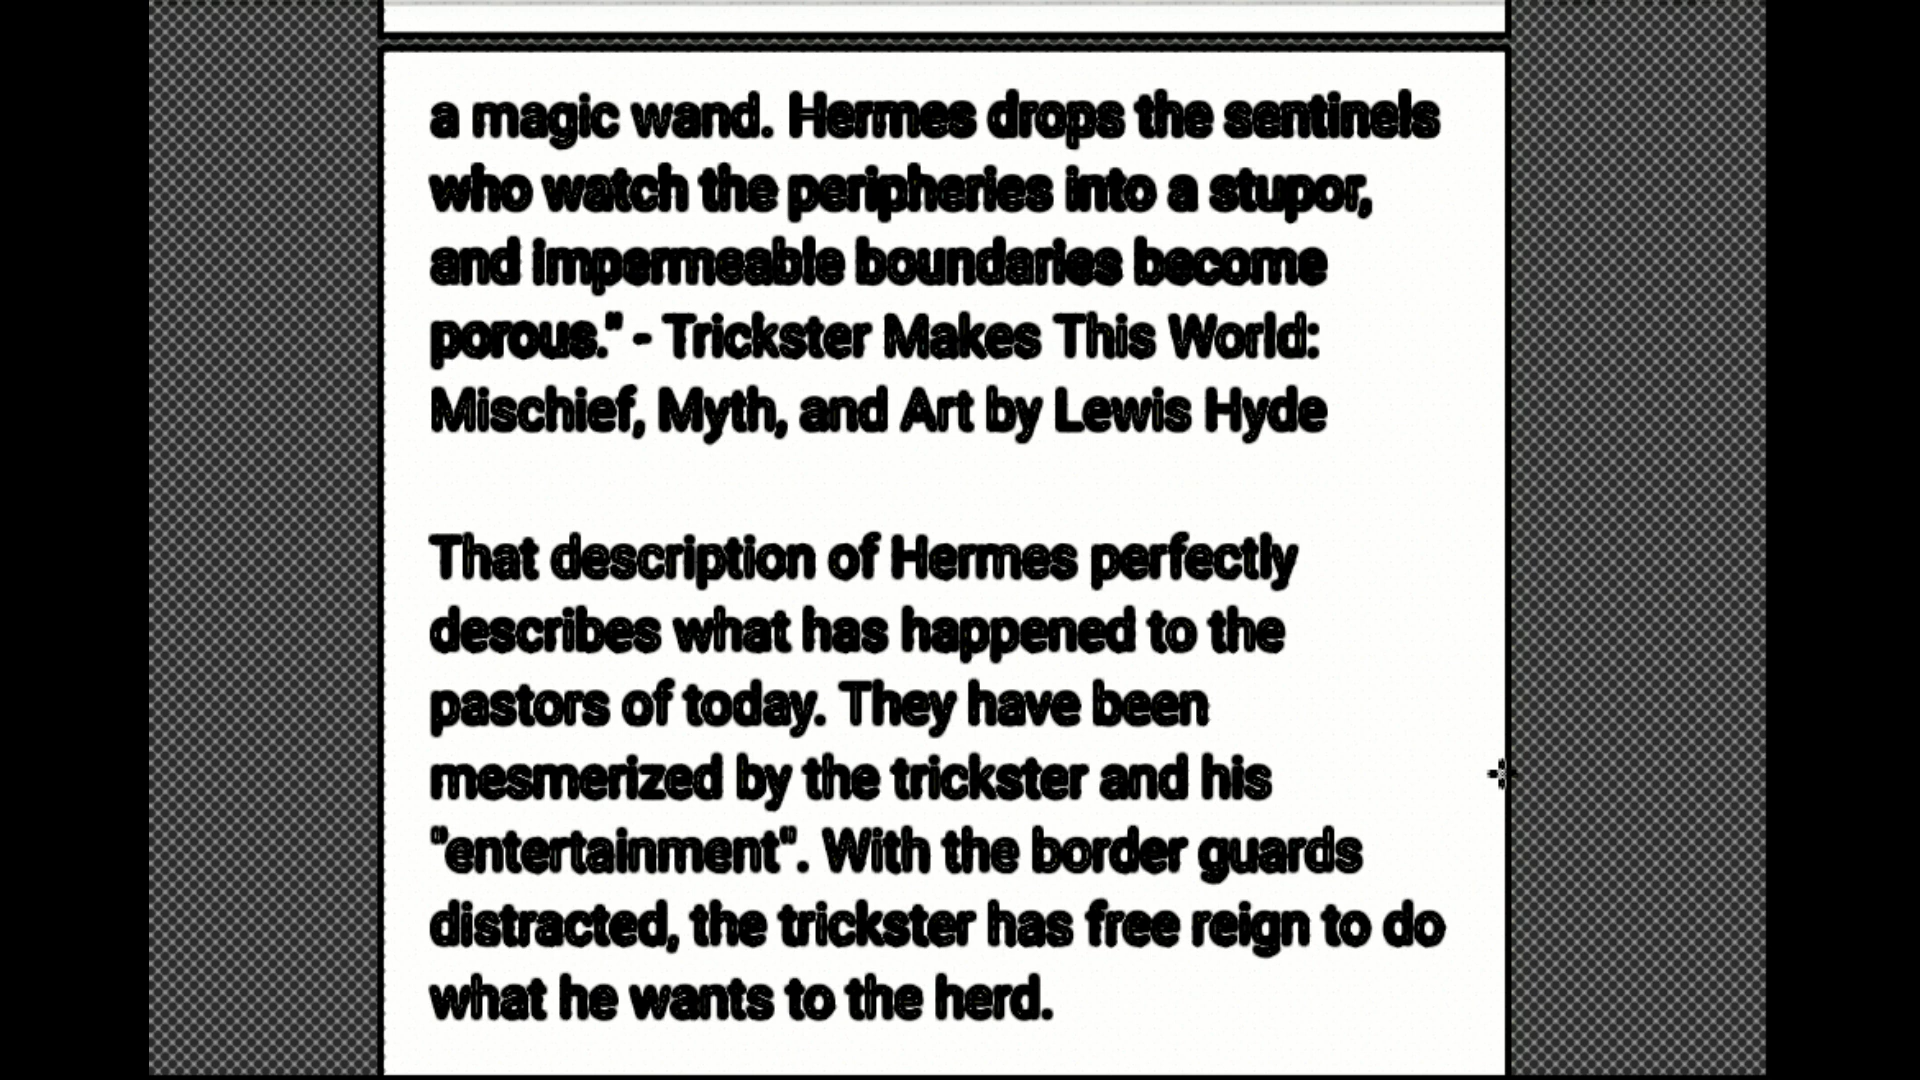 a magic wand. Hermes drops the sentinels
who watch the peripheries into a stupor,
and impermeable boundaries become
porous." - Trickster Makes This World:
Mischief, Myth, and Art by Lewis Hyde
That description of Hermes perfectly
describes what has happened to the
pastors of today. They have been
mesmerized by the trickster and his
"entertainment". With the border guards
distracted, the trickster has free reign to do
what he wants to the herd.